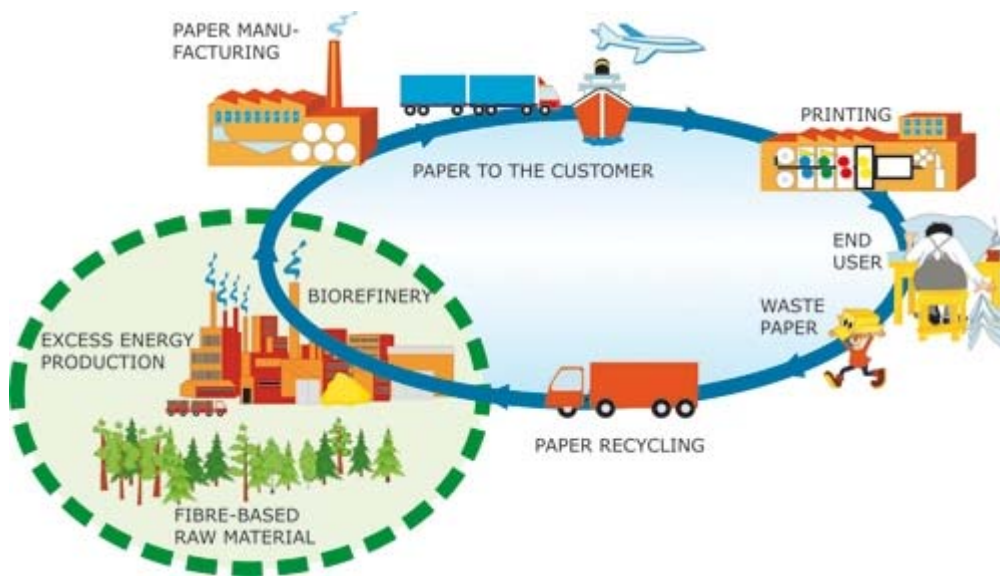 PAPER MANU-
FACTURING
PRINTING
PAPER TO THE CUSTOMER
END
USER
WASTE
PAPER
BIOREFINERY
EXCESS ENERGY
PRODUCTION
PAPER RECYCLING
FIBRE-BASED
RAW MATERIAL